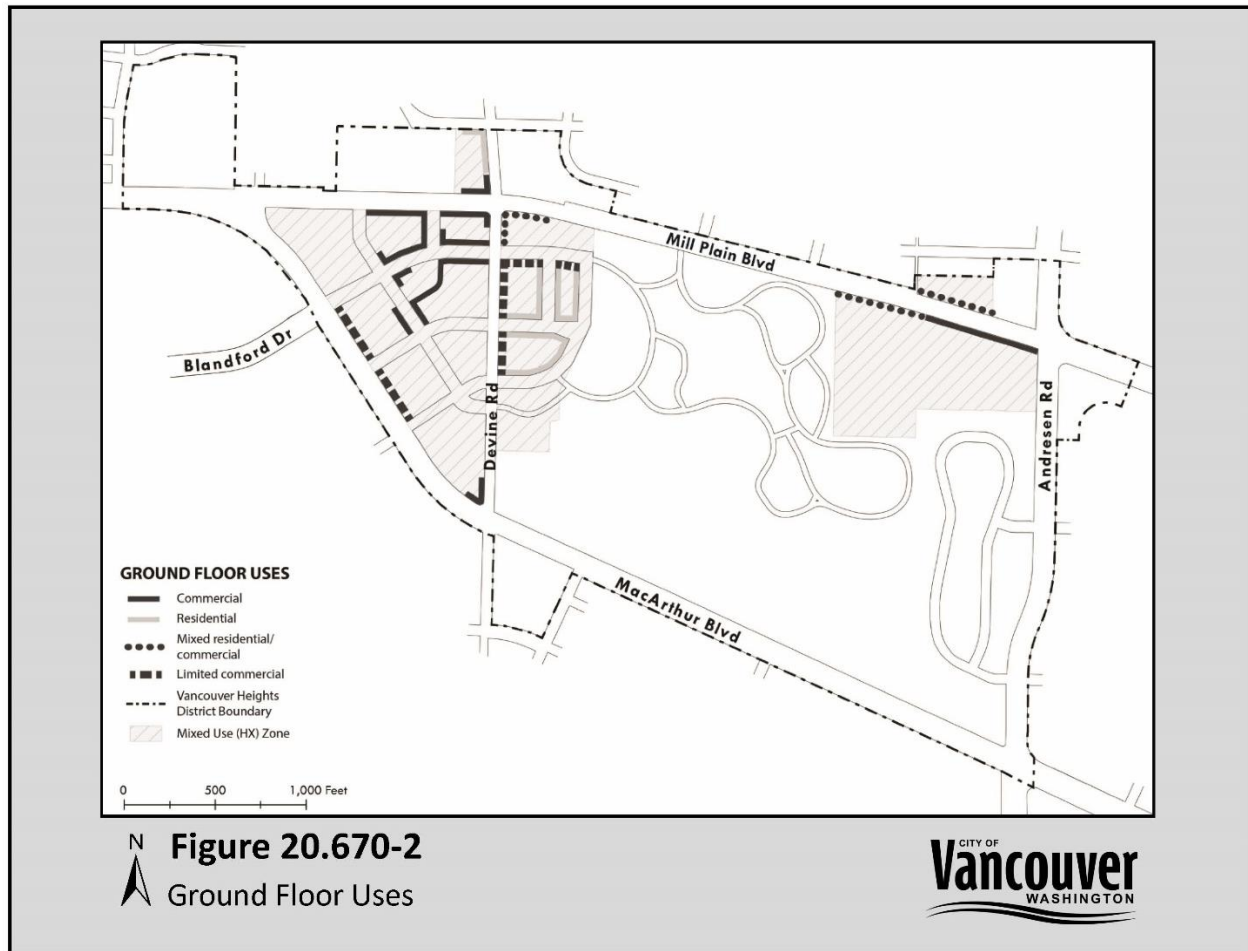 Mill Plain Blvd
Blandford Dr
Devine Rd
Andresen Rd
MacArthur Blvd
GROUND FLOOR USES
Commercial
Residential
Mixed residential/
commercial
Limited commercial
Vancouver Heights
District Boundary
Mixed Use (HX) Zone
0 500 1,000 Feet
N
Figure 20.670-2
Ground Floor Uses
CITY OF
Vancouver
WASHINGTON